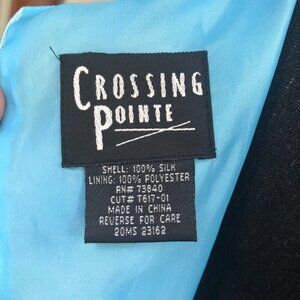 CROSSING
POINTE
SHELL: 100% SILK
LINING: 100% POLYESTER
RN# 73840
CUT# T617-01
MADE IN CHINA
REVERSE FOR CARE
20MS 23162